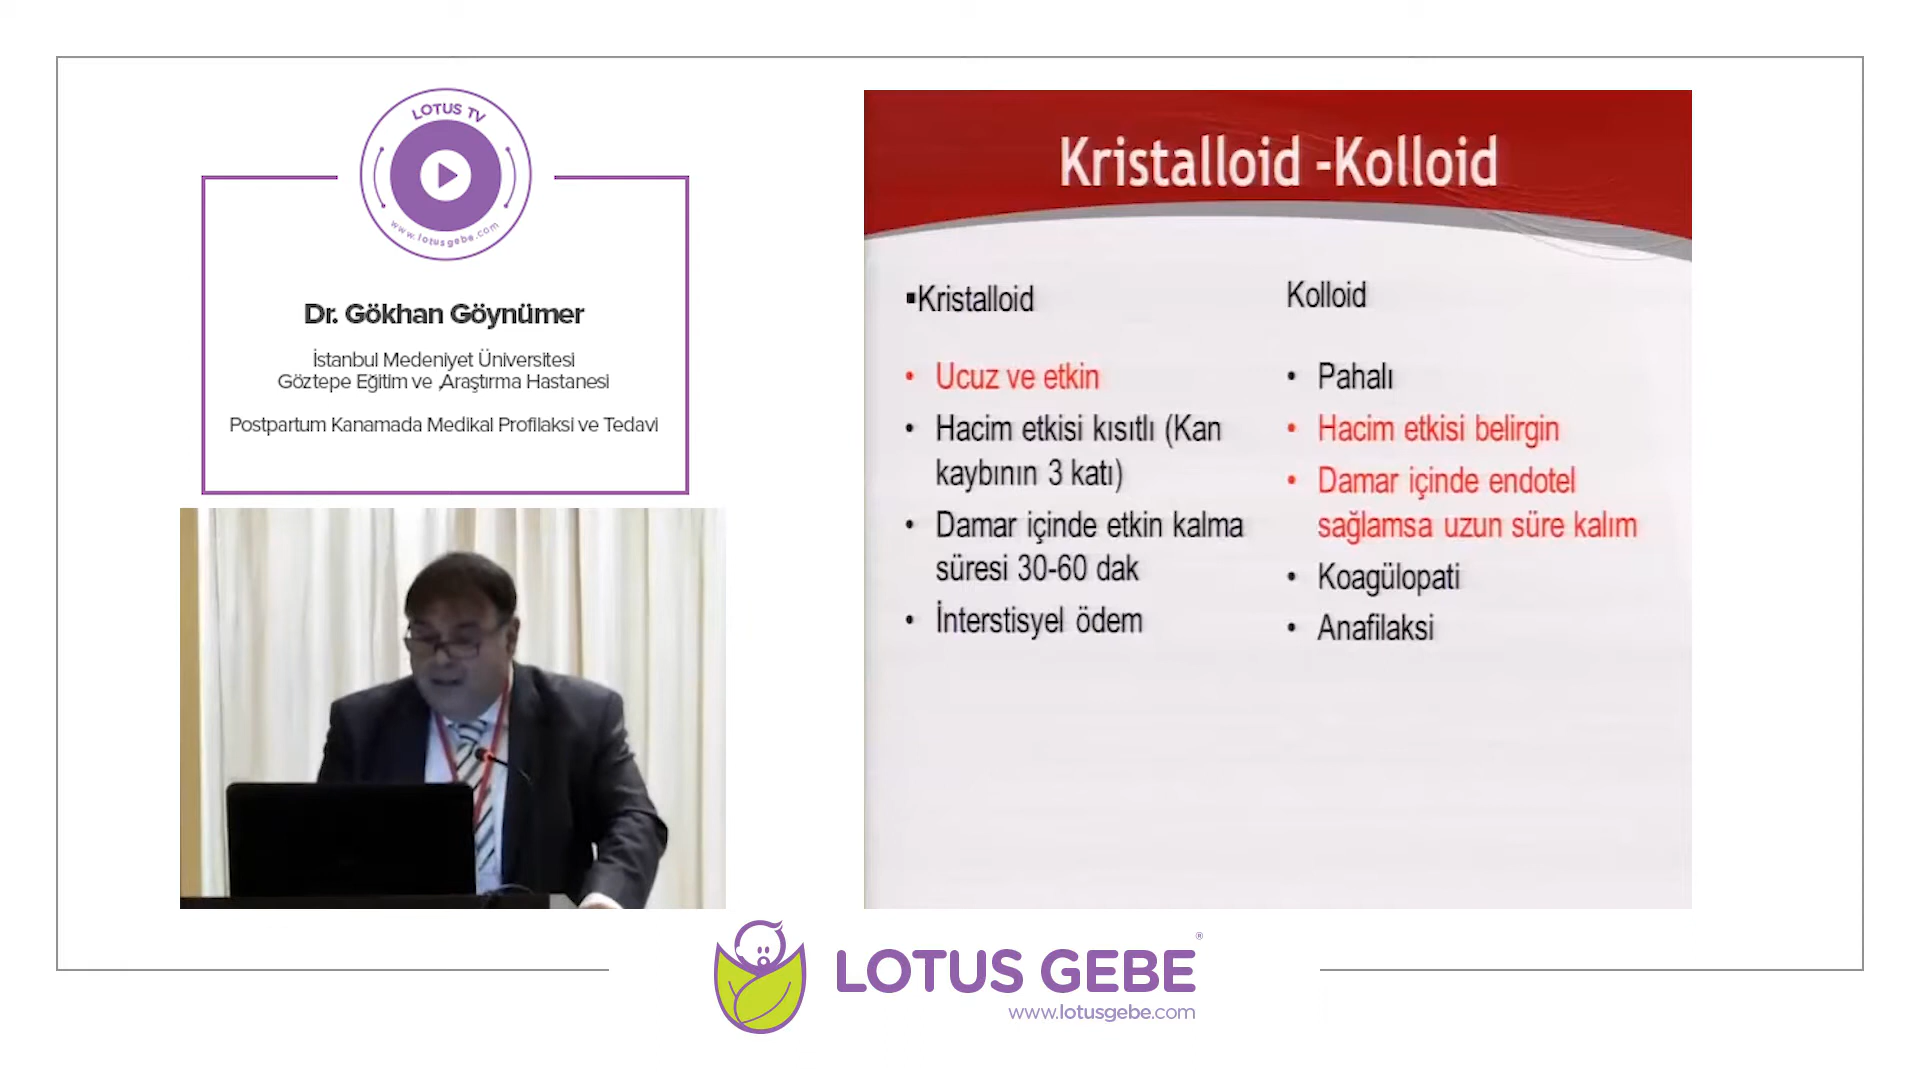 LOTUS TV
www.lotusgebe.com
Dr. Gökhan Göynümer
İstanbul Medeniyet Üniversitesi
Göztepe Eğitim ve ,Araştırma Hastanesi
Postpartum Kanamada Medikal Profilaksi ve Tedavi
Kristalloid -Kolloid
▪Kristalloid
• Ucuz ve etkin
• Hacim etkisi kısıtlı (Kan
kaybının 3 katı)
• Damar içinde etkin kalma
süresi 30-60 dak
• İnterstisyel ödem
Kolloid
• Pahalı
• Hacim etkisi belirgin
• Damar içinde endotel
sağlamsa uzun süre kalım
• Koagülopati
• Anafilaksi
LOTUS GEBE®
www.lotusgebe.com